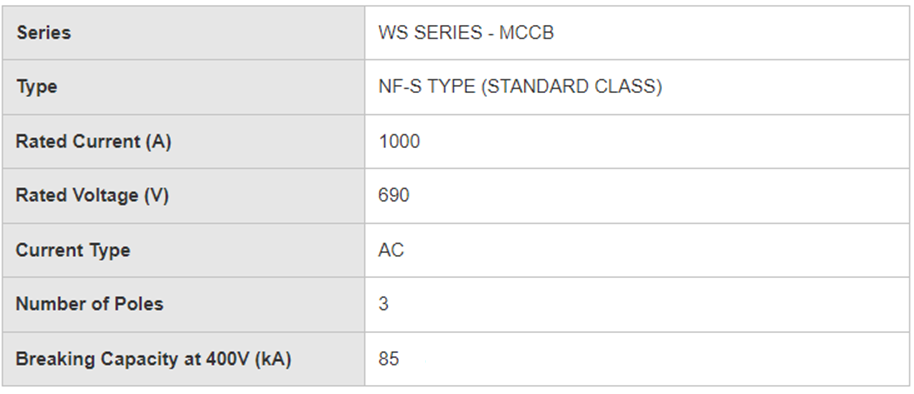 Series WS SERIES - MCCB
Type NF-S TYPE (STANDARD CLASS)
Rated Current (A) 1000
Rated Voltage (V) 690
Current Type AC
Number of Poles 3
Breaking Capacity at 400V (kA) 85